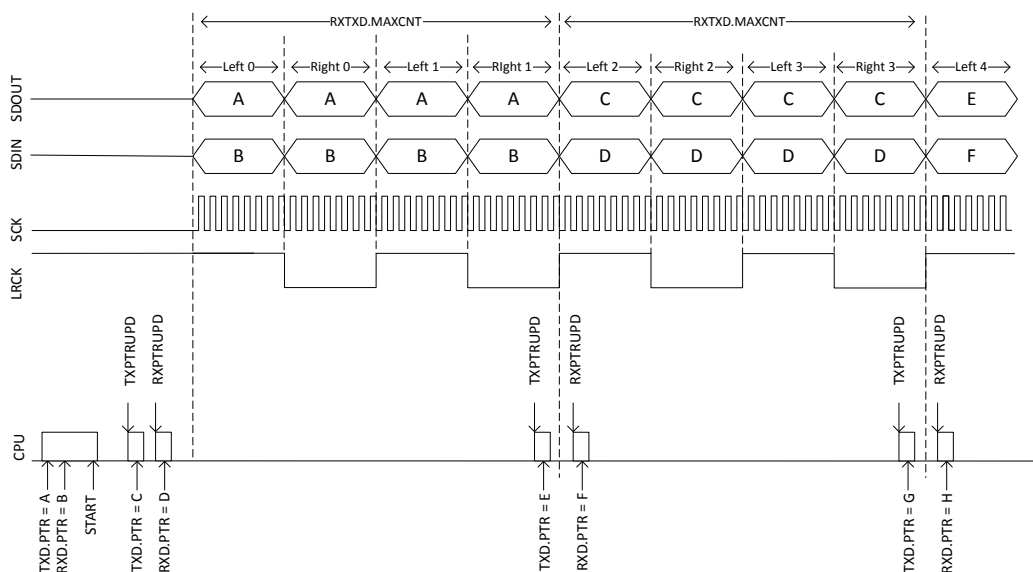 RXTXD.MAXCNT RXTXD.MAXCNT
Left 0 Right 0 Left 1 RIght 1 Left 2 Right 2 Left 3 Right 3 Left 4
SDOUT A A A A C C C C E
SDIN B B B B D D D D F
SCK
LRCK
TXPTRUPD RXPTRUPD TXPTRUPD RXPTRUPD TXPTRUPD RXPTRUPD
CPU
TXD.PTR = A RXD.PTR = B START TXD.PTR = C RXD.PTR = D TXD.PTR = E RXD.PTR = F TXD.PTR = G RXD.PTR = H